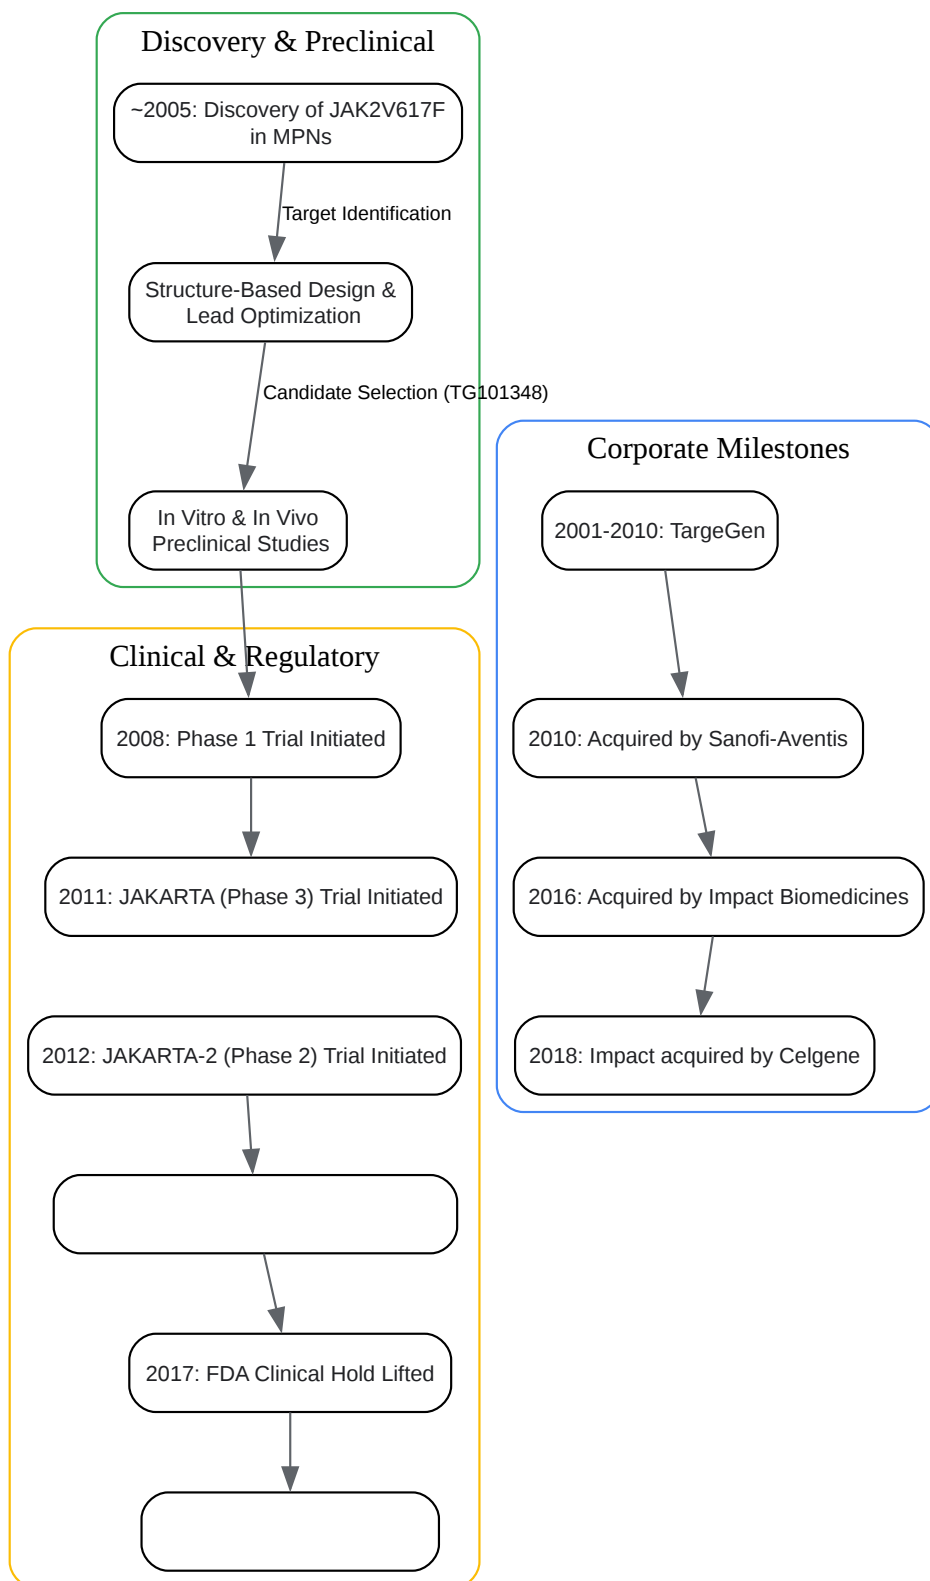 Discovery & Preclinical
~2005: Discovery of JAK2V617F
in MPNs
Target Identification
Structure-Based Design &
Lead Optimization
Candidate Selection (TG101348)
In Vitro & In Vivo
Preclinical Studies
Clinical & Regulatory
2008: Phase 1 Trial Initiated
2011: JAKARTA (Phase 3) Trial Initiated
2012: JAKARTA-2 (Phase 2) Trial Initiated
2017: FDA Clinical Hold Lifted
Corporate Milestones
2001-2010: TargeGen
2010: Acquired by Sanofi-Aventis
2016: Acquired by Impact Biomedicines
2018: Impact acquired by Celgene